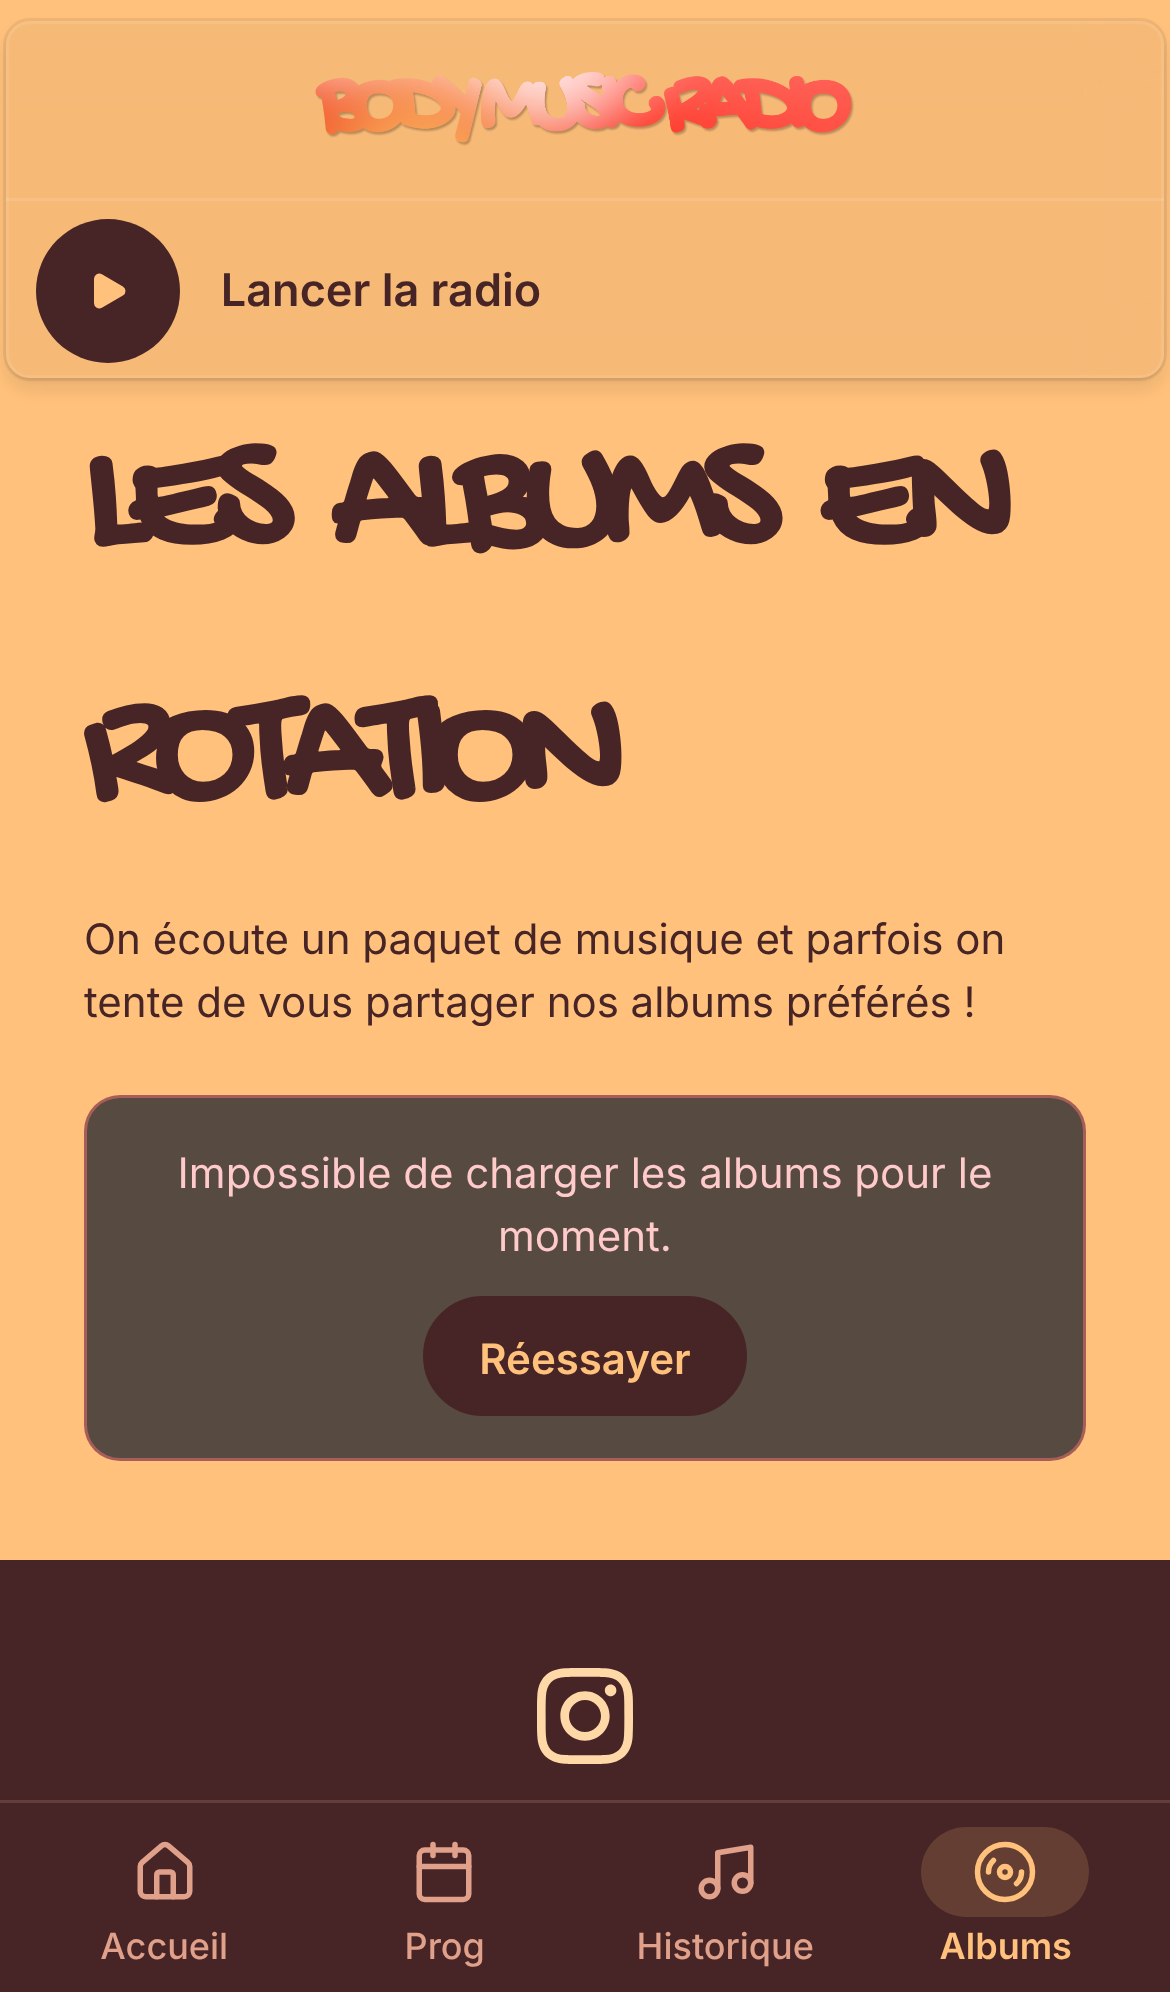 BODYMUSICRADIO
Lancer la radio
LES ALBUMS EN
ROTATION
On écoute un paquet de musique et parfois on
tente de vous partager nos albums préférés !
Impossible de charger les albums pour le
moment.
Réessayer
Accueil
Prog
Historique
Albums